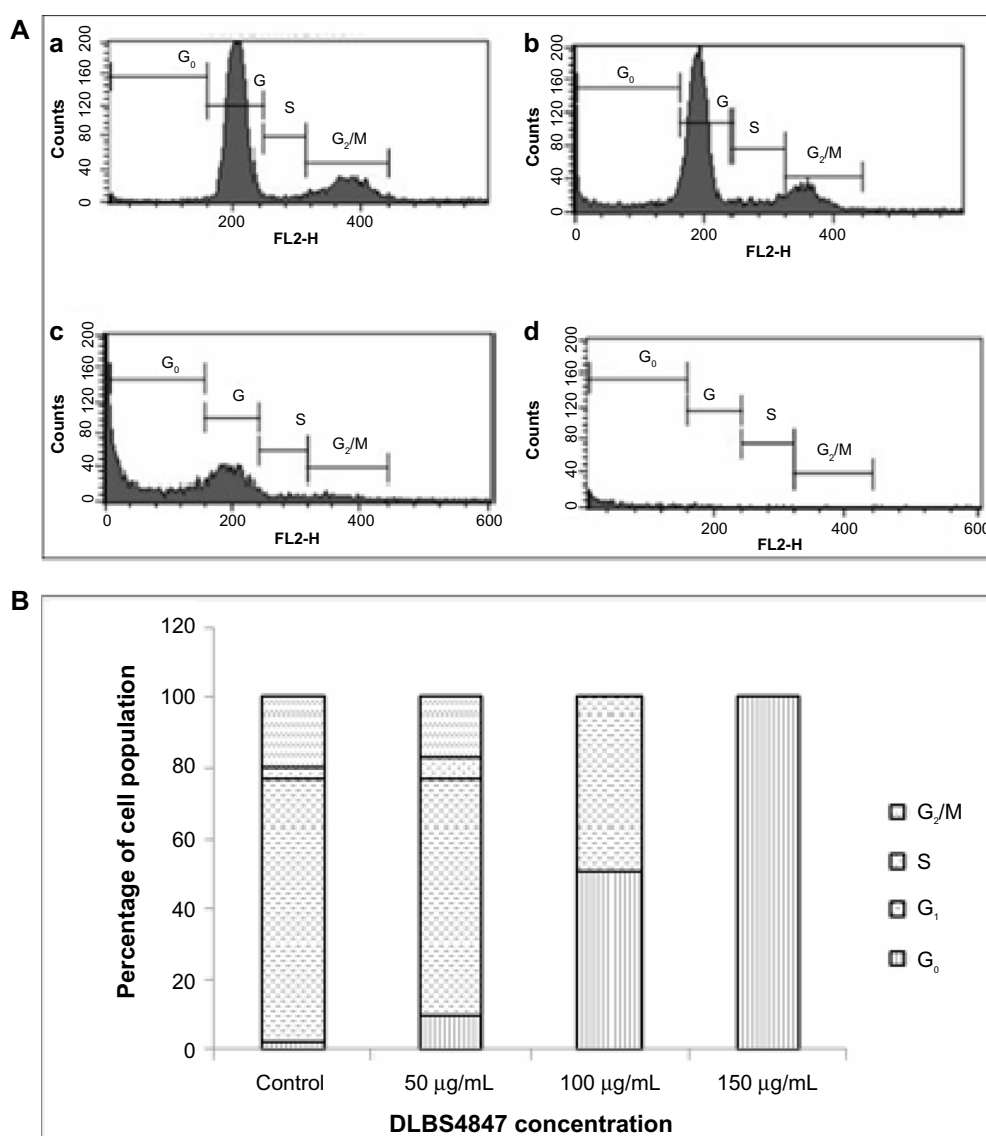 A
a
200
160
120
80
40
0
Counts
G₀
G
S
G₂/M
200 400
FL2-H
b
200
160
120
80
40
0
Counts
G₀
G
S
G₂/M
0 200 400
FL2-H
c
200
160
120
80
40
0
Counts
G₀
G
S
G₂/M
0 200 400 600
FL2-H
d
200
160
120
80
40
0
Counts
G₀
G
S
G₂/M
200 400 600
FL2-H
B
Percentage of cell population
120
100
80
60
40
20
0
Control 50 µg/mL 100 µg/mL 150 µg/mL
DLBS4847 concentration
G₂/M
S
G₁
G₀